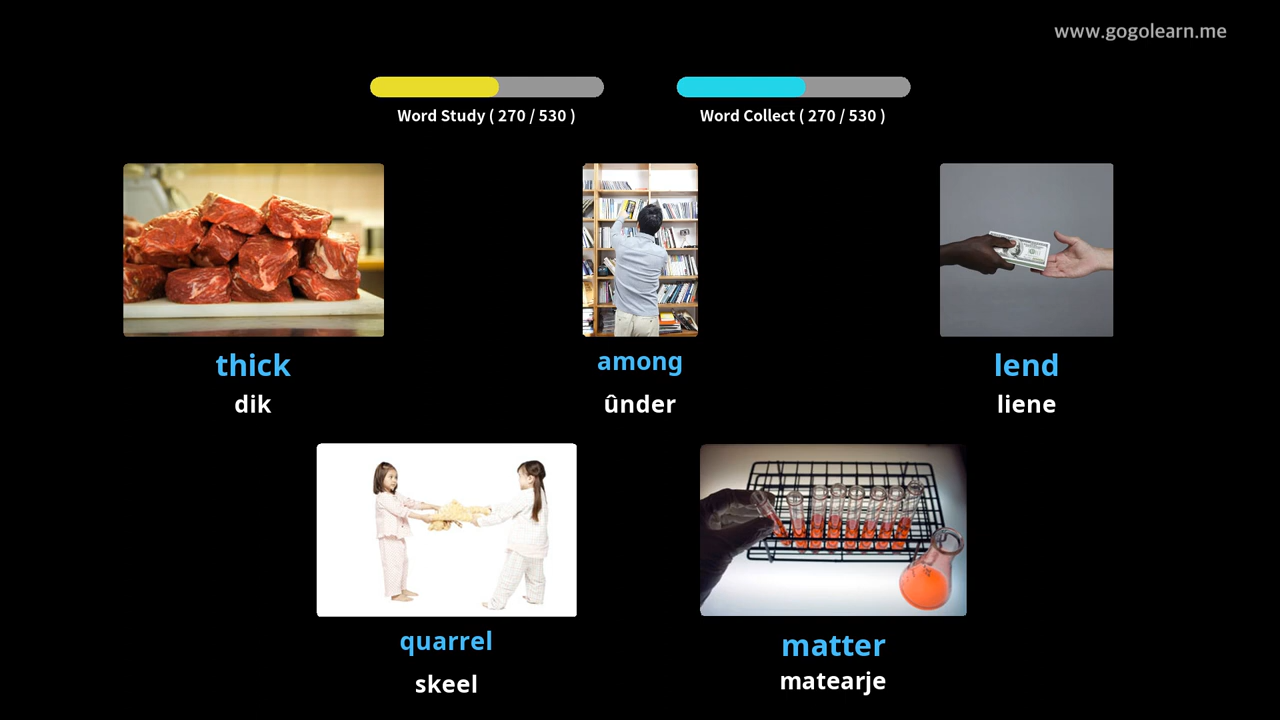 www.gogolearn.me
Word Study ( 270 / 530 )
Word Collect ( 270 / 530 )
thick
dik
among
ûnder
lend
liene
quarrel
skeel
matter
matearje